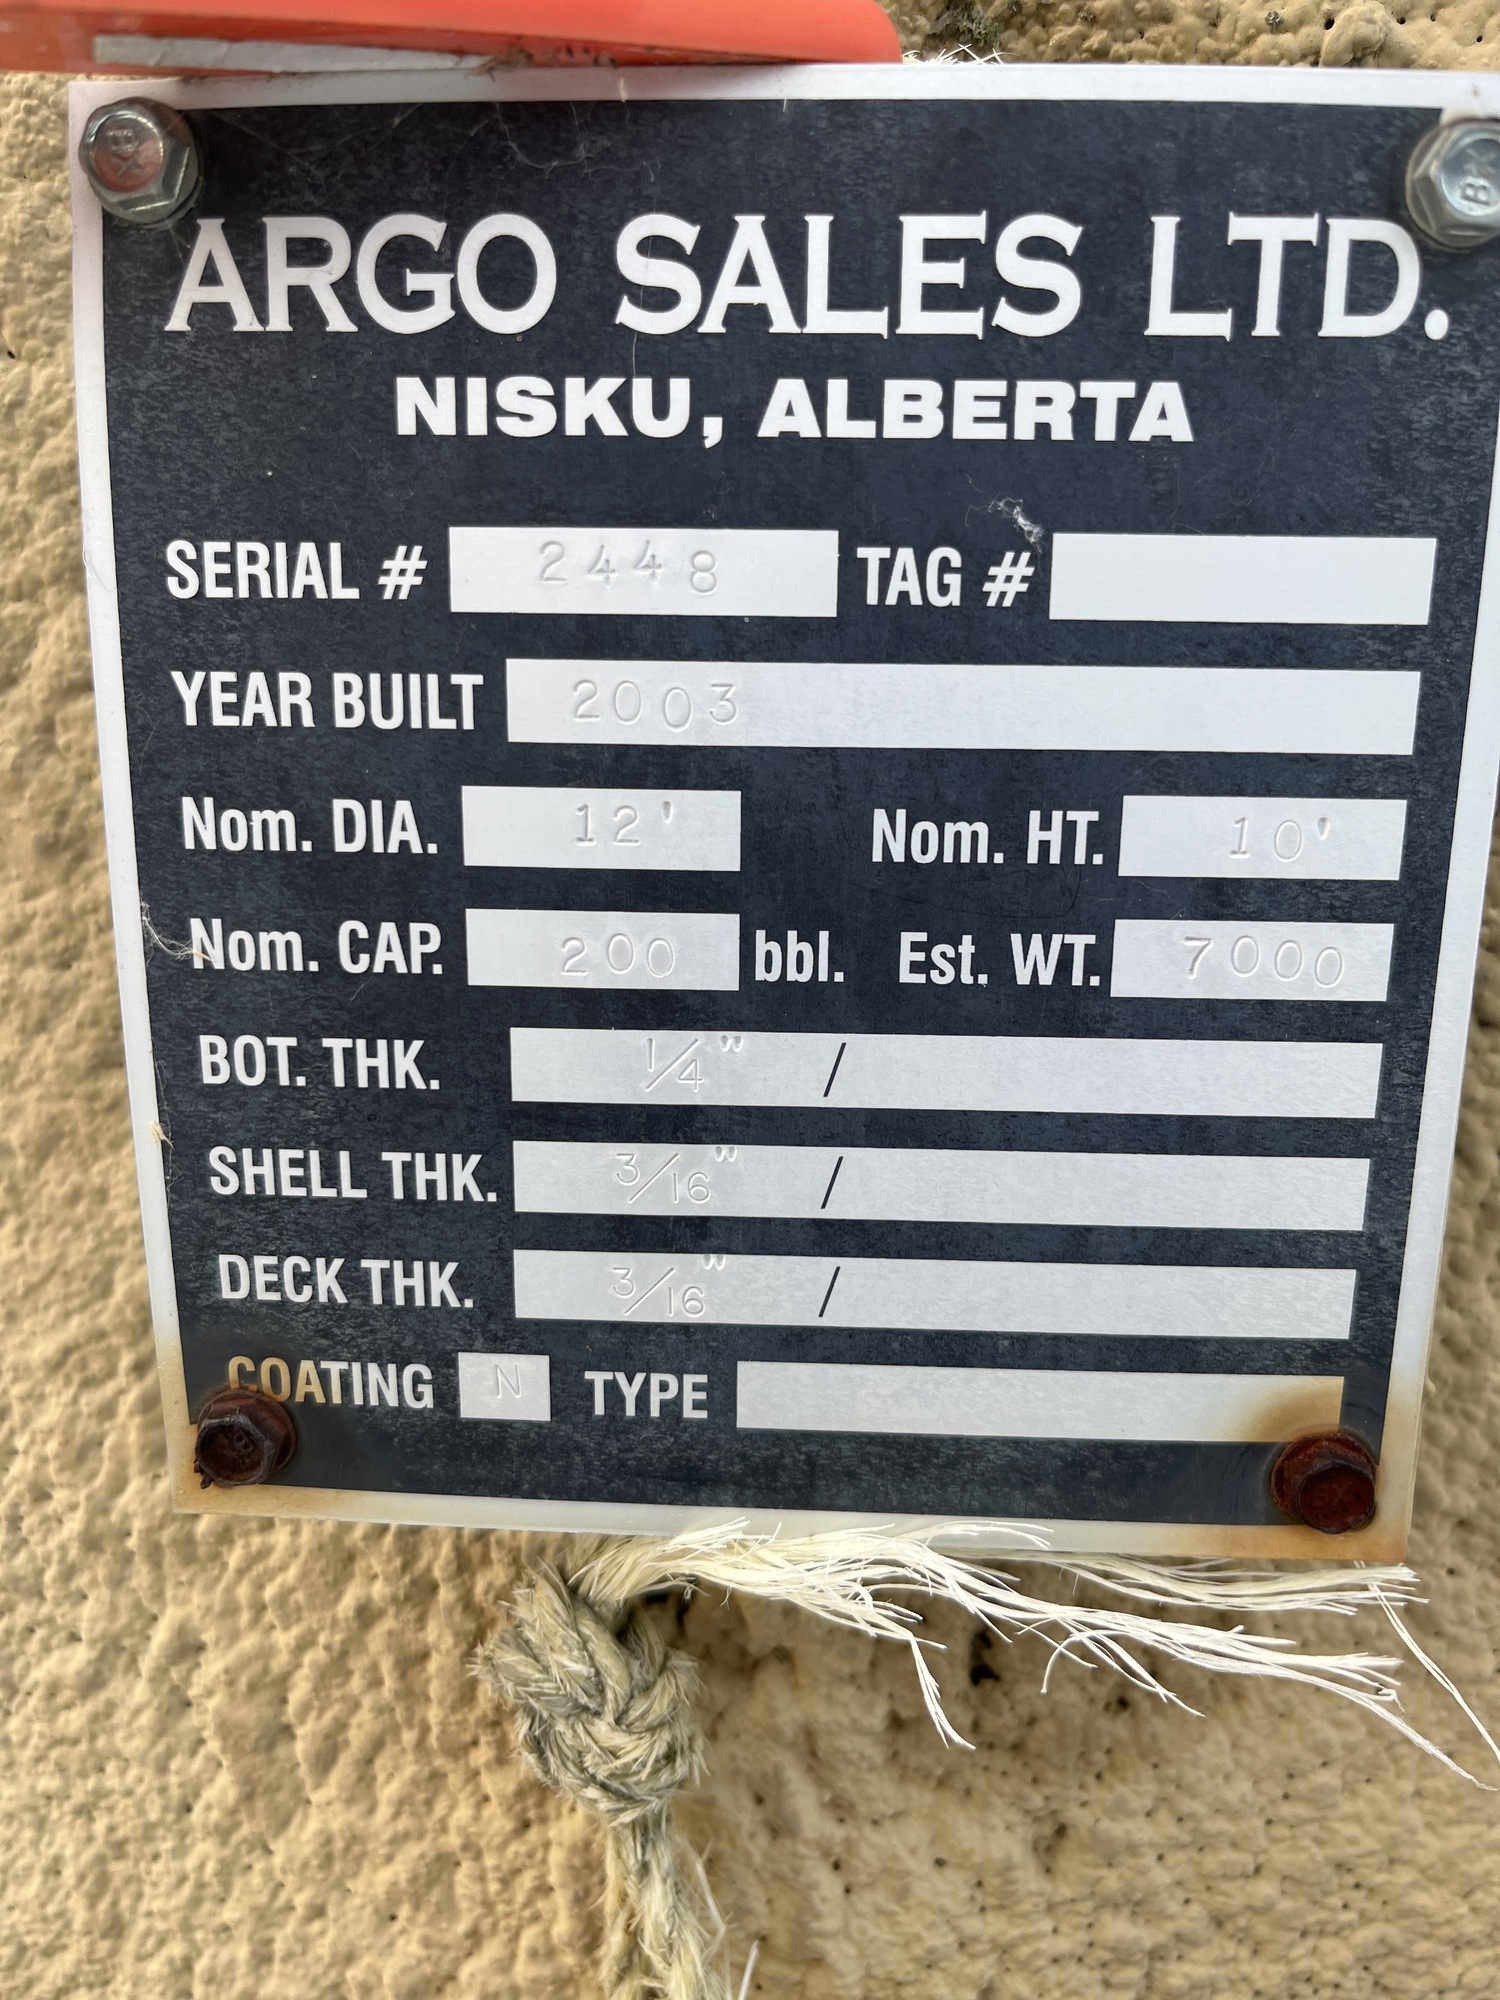 ARGO SALES LTD.
NISKU, ALBERTA
SERIAL # 2448 TAG #
YEAR BUILT 2003
Nom. DIA. 12' Nom. HT. 10'
Nom. CAP. 200 bbl. Est. WT. 7000
BOT. THK. 1/4" /
SHELL THK. 3/16" /
DECK THK. 3/16" /
COATING N TYPE